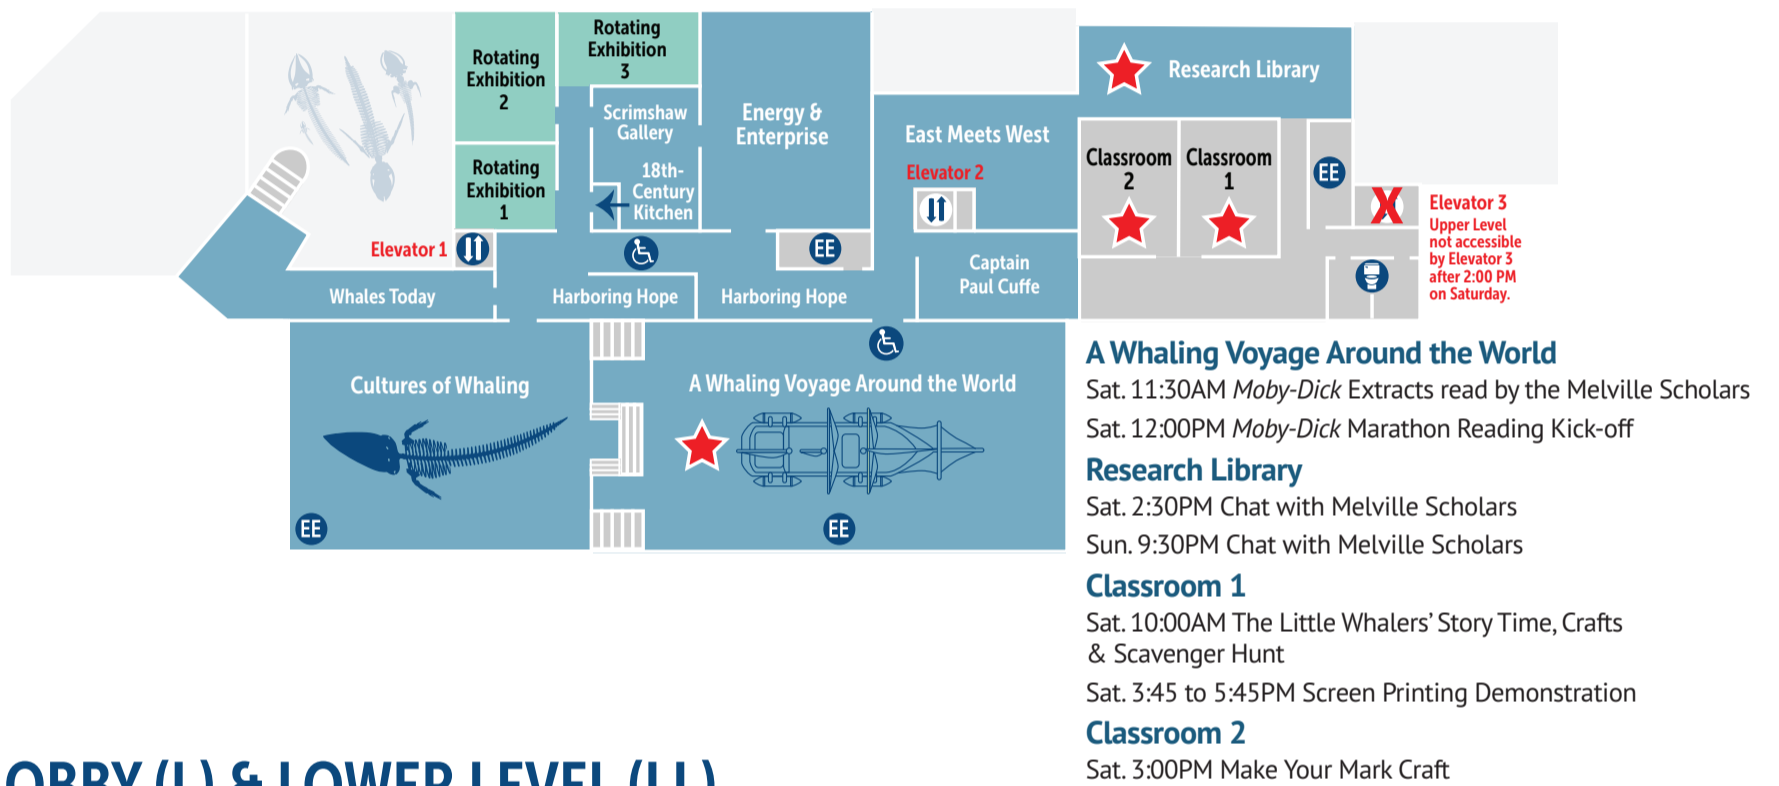 Rotating
Exhibition
2
Rotating
Exhibition
3
Rotating
Exhibition
1
Scrimshaw
Gallery
18th-
Century
Kitchen
Energy &
Enterprise
East Meets West
Elevator 2
Research Library
Classroom
2
Classroom
1
EE
Elevator 3
Upper Level
not accessible
by Elevator 3
after 2:00 PM
on Saturday.
Elevator 1
EE
Captain
Paul Cuffe
Whales Today
Harboring Hope
Harboring Hope
Cultures of Whaling
A Whaling Voyage Around the World
EE
EE
A Whaling Voyage Around the World
Sat. 11:30AM Moby-Dick Extracts read by the Melville Scholars
Sat. 12:00PM Moby-Dick Marathon Reading Kick-off
Research Library
Sat. 2:30PM Chat with Melville Scholars
Sun. 9:30PM Chat with Melville Scholars
Classroom 1
Sat. 10:00AM The Little Whalers' Story Time, Crafts
& Scavenger Hunt
Sat. 3:45 to 5:45PM Screen Printing Demonstration
Classroom 2
Sat. 3:00PM Make Your Mark Craft
OBBY (L) & LOWER LEVEL (LL)